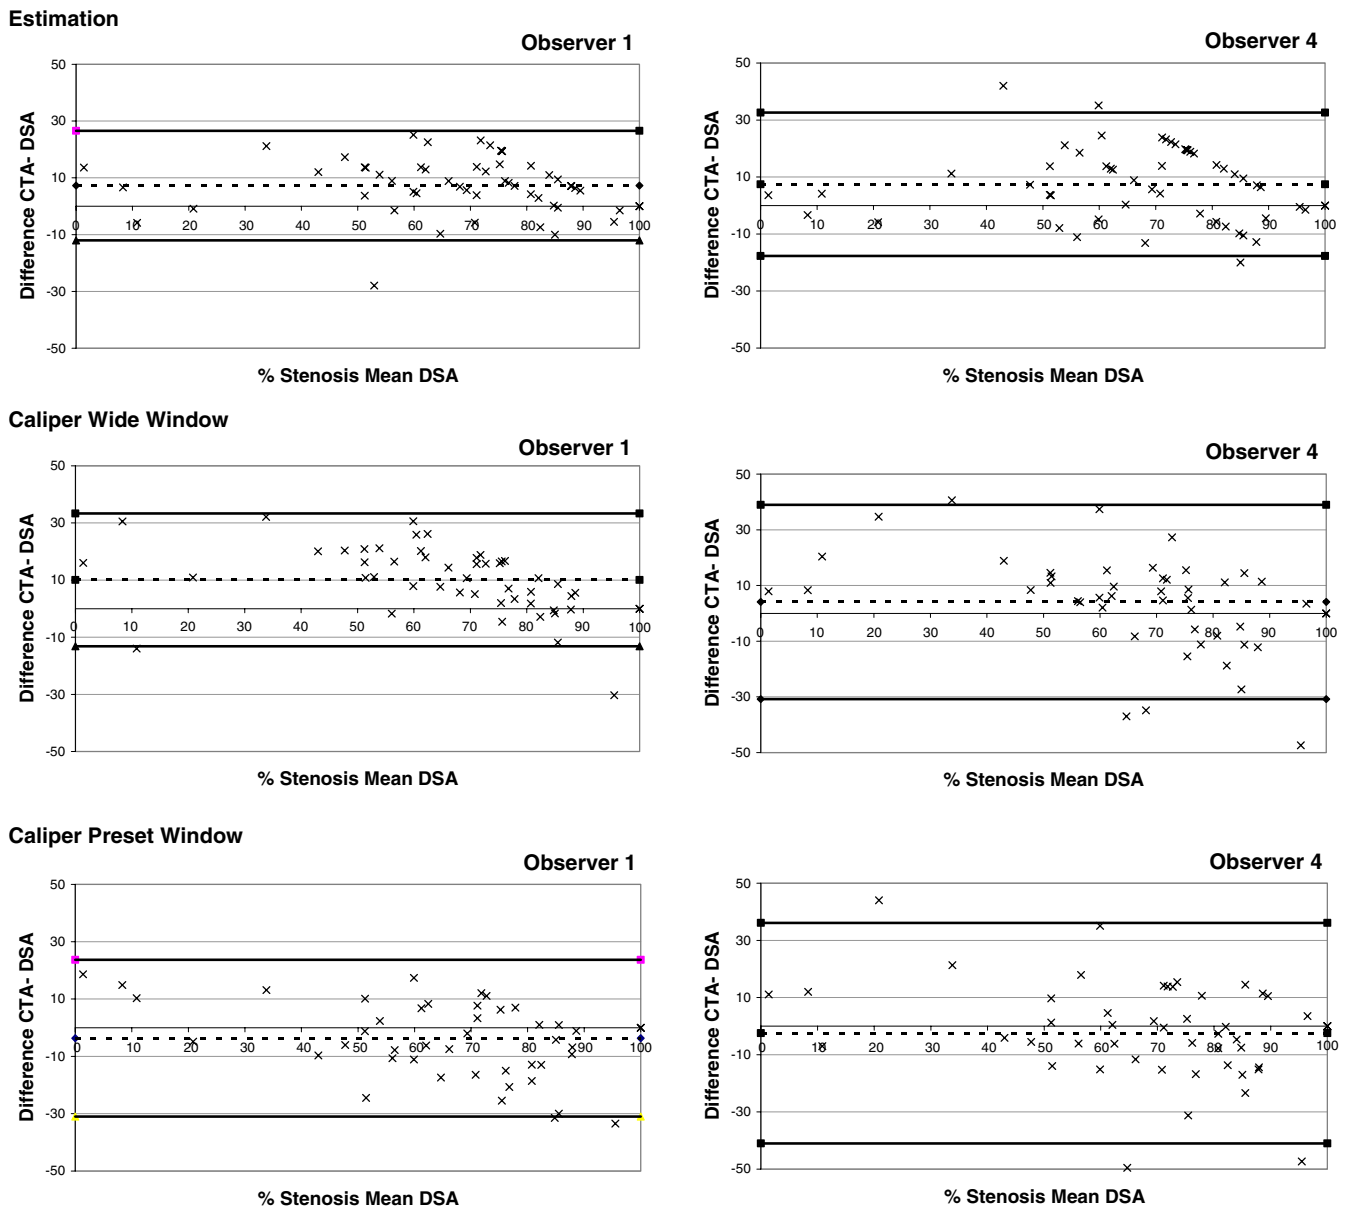 Estimation
Observer 1
50
30
10
-10
-30
-50
0 10 20 30 40 50 60 70 80 90 100
Difference CTA- DSA
% Stenosis Mean DSA
Observer 4
50
30
10
-10
-30
-50
0 10 20 30 40 50 60 70 80 90 100
Difference CTA- DSA
% Stenosis Mean DSA
Caliper Wide Window
Observer 1
50
30
10
-10
-30
-50
0 10 20 30 40 50 60 70 80 90 100
Difference CTA- DSA
% Stenosis Mean DSA
Observer 4
50
30
10
-10
-30
-50
0 10 20 30 40 50 60 70 80 90 100
Difference CTA- DSA
% Stenosis Mean DSA
Caliper Preset Window
Observer 1
50
30
10
-10
-30
-50
0 10 20 30 40 50 60 70 80 90 100
Difference CTA- DSA
% Stenosis Mean DSA
Observer 4
50
30
10
-10
-30
-50
0 10 20 30 40 50 60 70 80 90 100
Difference CTA- DSA
% Stenosis Mean DSA